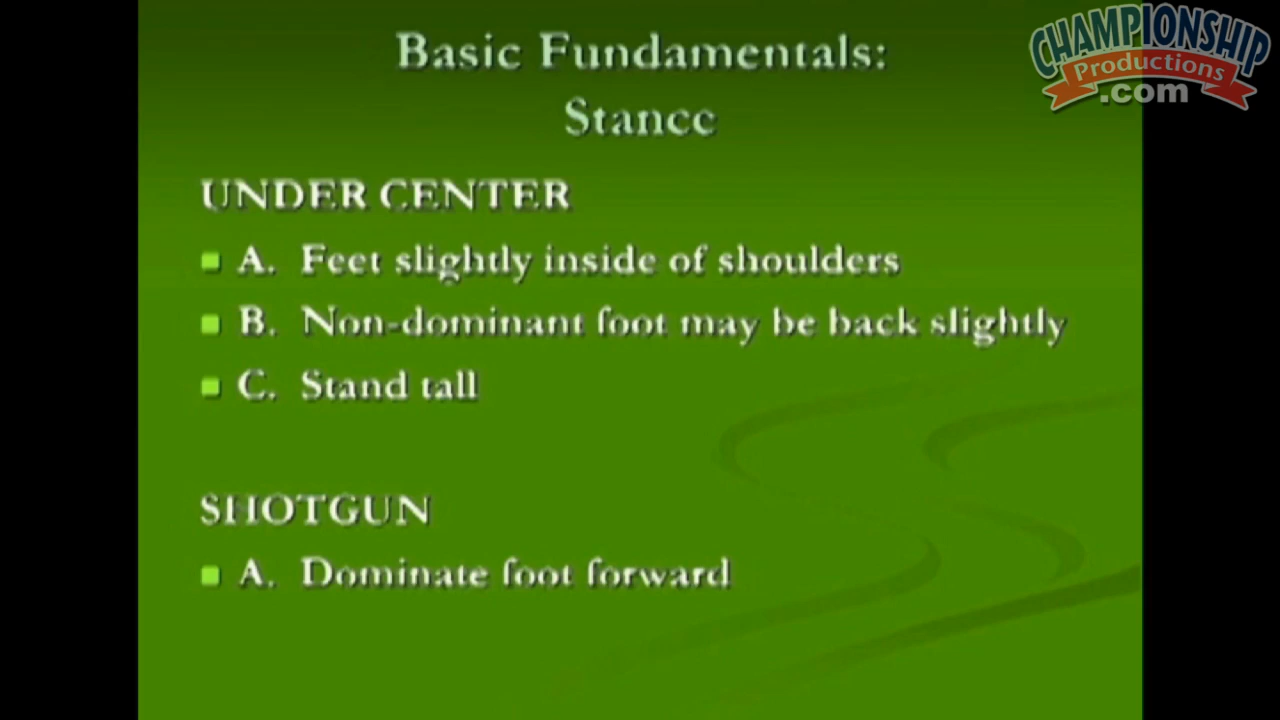 Basic Fundamentals:
Stance
CHAMPIONSHIP
Productions
.com
UNDER CENTER
A. Feet slightly inside of shoulders
B. Non-dominant foot may be back slightly
C. Stand tall
SHOTGUN
A. Dominate foot forward